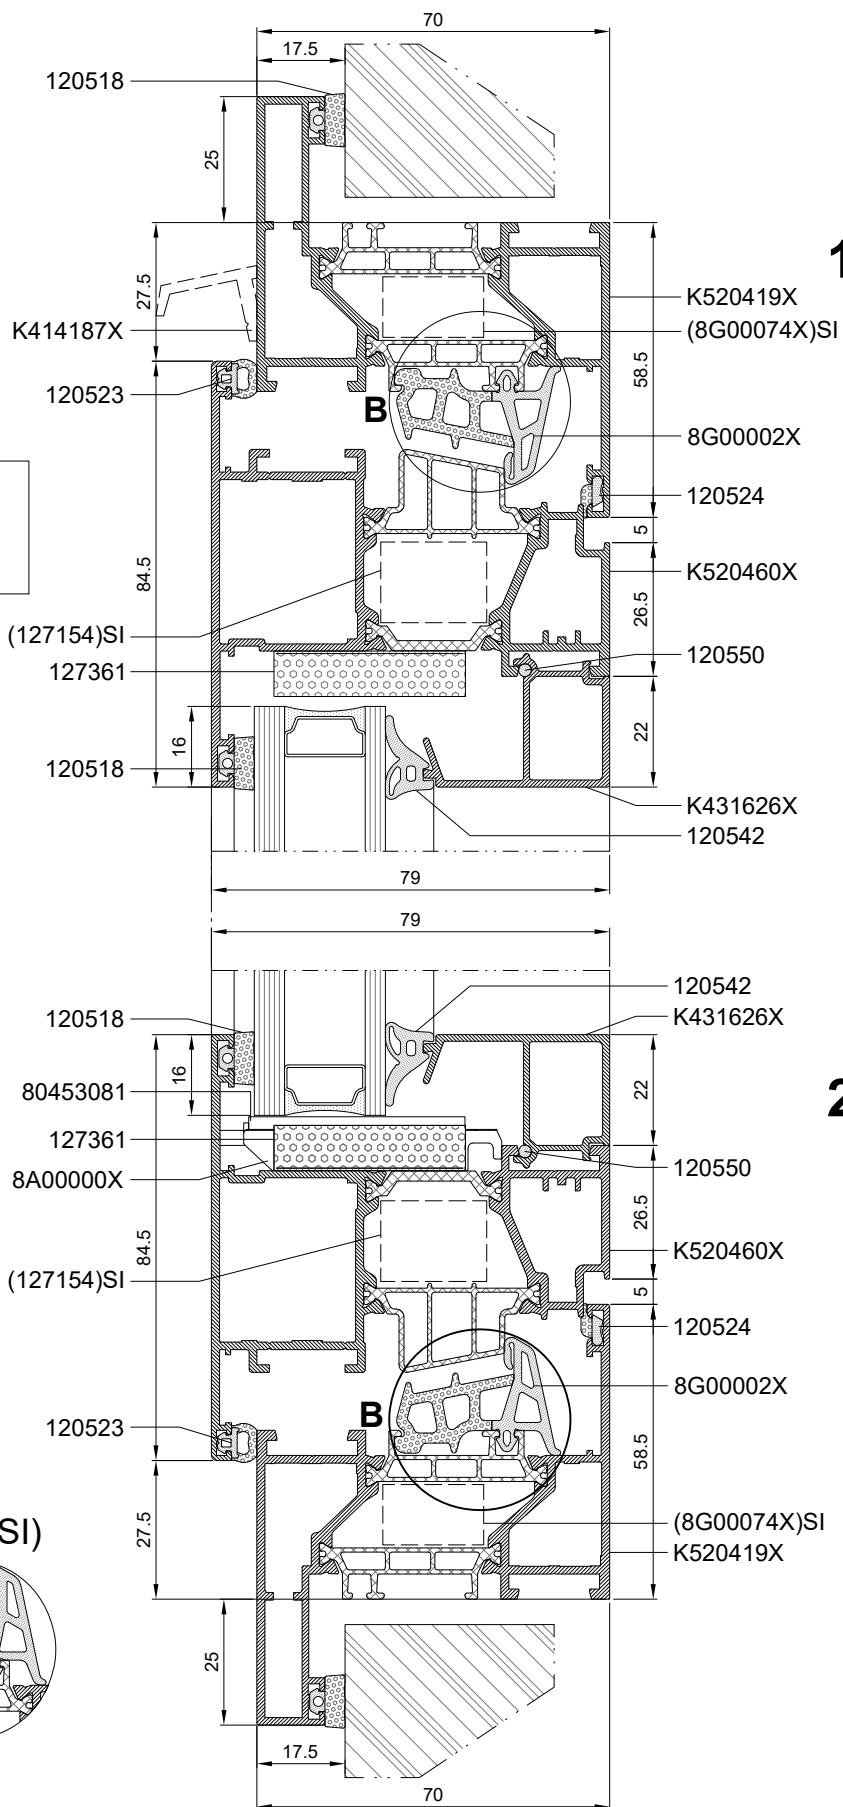 70
17.5
120518
25
1
27.5
K520419X
K414187X
(8G00074X)SI
58.5
120523
B
8G00002X
120524
5
84.5
K520460X
26.5
(127154)SI
120550
127361
16
22
120518
K431626X
120542
79
79
120542
120518
K431626X
16
22
80453081
2
127361
8A00000X
120550
26.5
84.5
K520460X
(127154)SI
5
120524
8G00002X
B
120523
58.5
27.5
SI)
(8G00074X)SI
K520419X
25
17.5
70